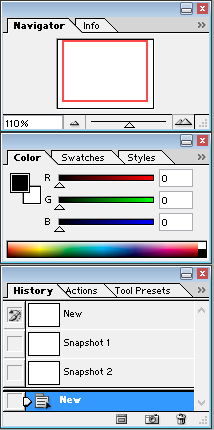 Navigator Info
110%
Color Swatches Styles
R 0
G 0
B 0
History Actions Tool Presets
New
Snapshot 1
Snapshot 2
New